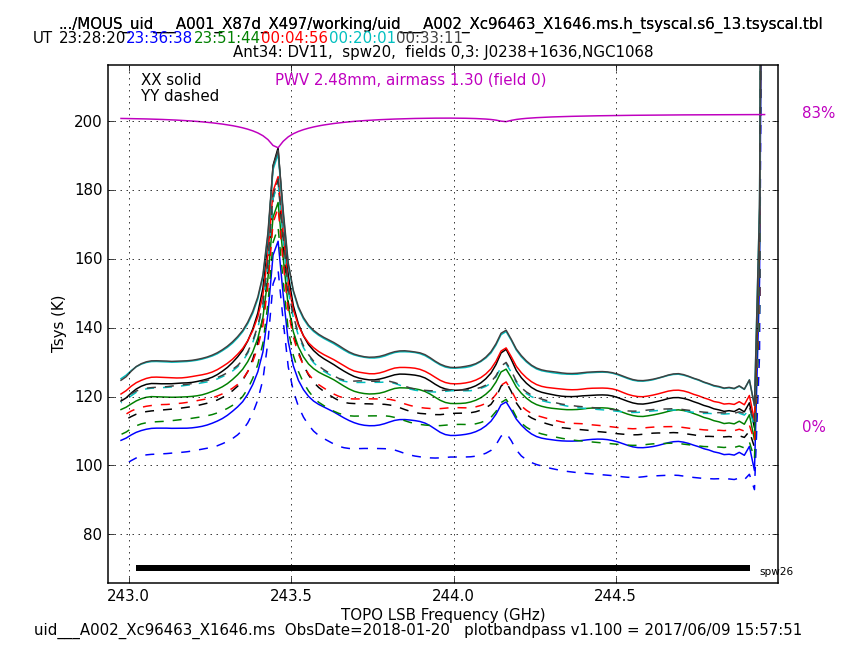 .../MOUS_uid___A001_X87d_X497/working/uid___A002_Xc96463_X1646.ms.h_tsyscal.s6_13.tsyscal.tbl
UT 23:28:20 23:36:38 23:51:44 00:04:56 00:20:01 00:33:11
Ant34: DV11, spw20, fields 0,3: J0238+1636,NGC1068
XX solid
YY dashed
PWV 2.48mm, airmass 1.30 (field 0)
83%
0%
200
180
160
140
120
100
80
Tsys (K)
spw26
243.0 243.5 244.0 244.5
TOPO LSB Frequency (GHz)
uid___A002_Xc96463_X1646.ms ObsDate=2018-01-20 plotbandpass v1.100 = 2017/06/09 15:57:51